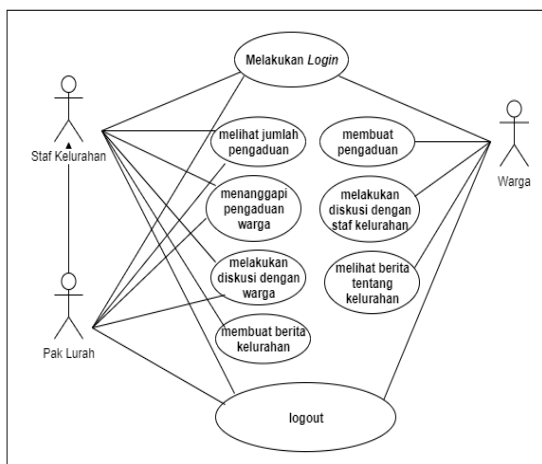 Melakukan Login
Staf Kelurahan
Warga
Pak Lurah
melihat jumlah
pengaduan
menanggapi
pengaduan
warga
melakukan
diskusi dengan
warga
membuat berita
kelurahan
membuat
pengaduan
melakukan
diskusi dengan
staf kelurahan
melihat berita
tentang
kelurahan
logout